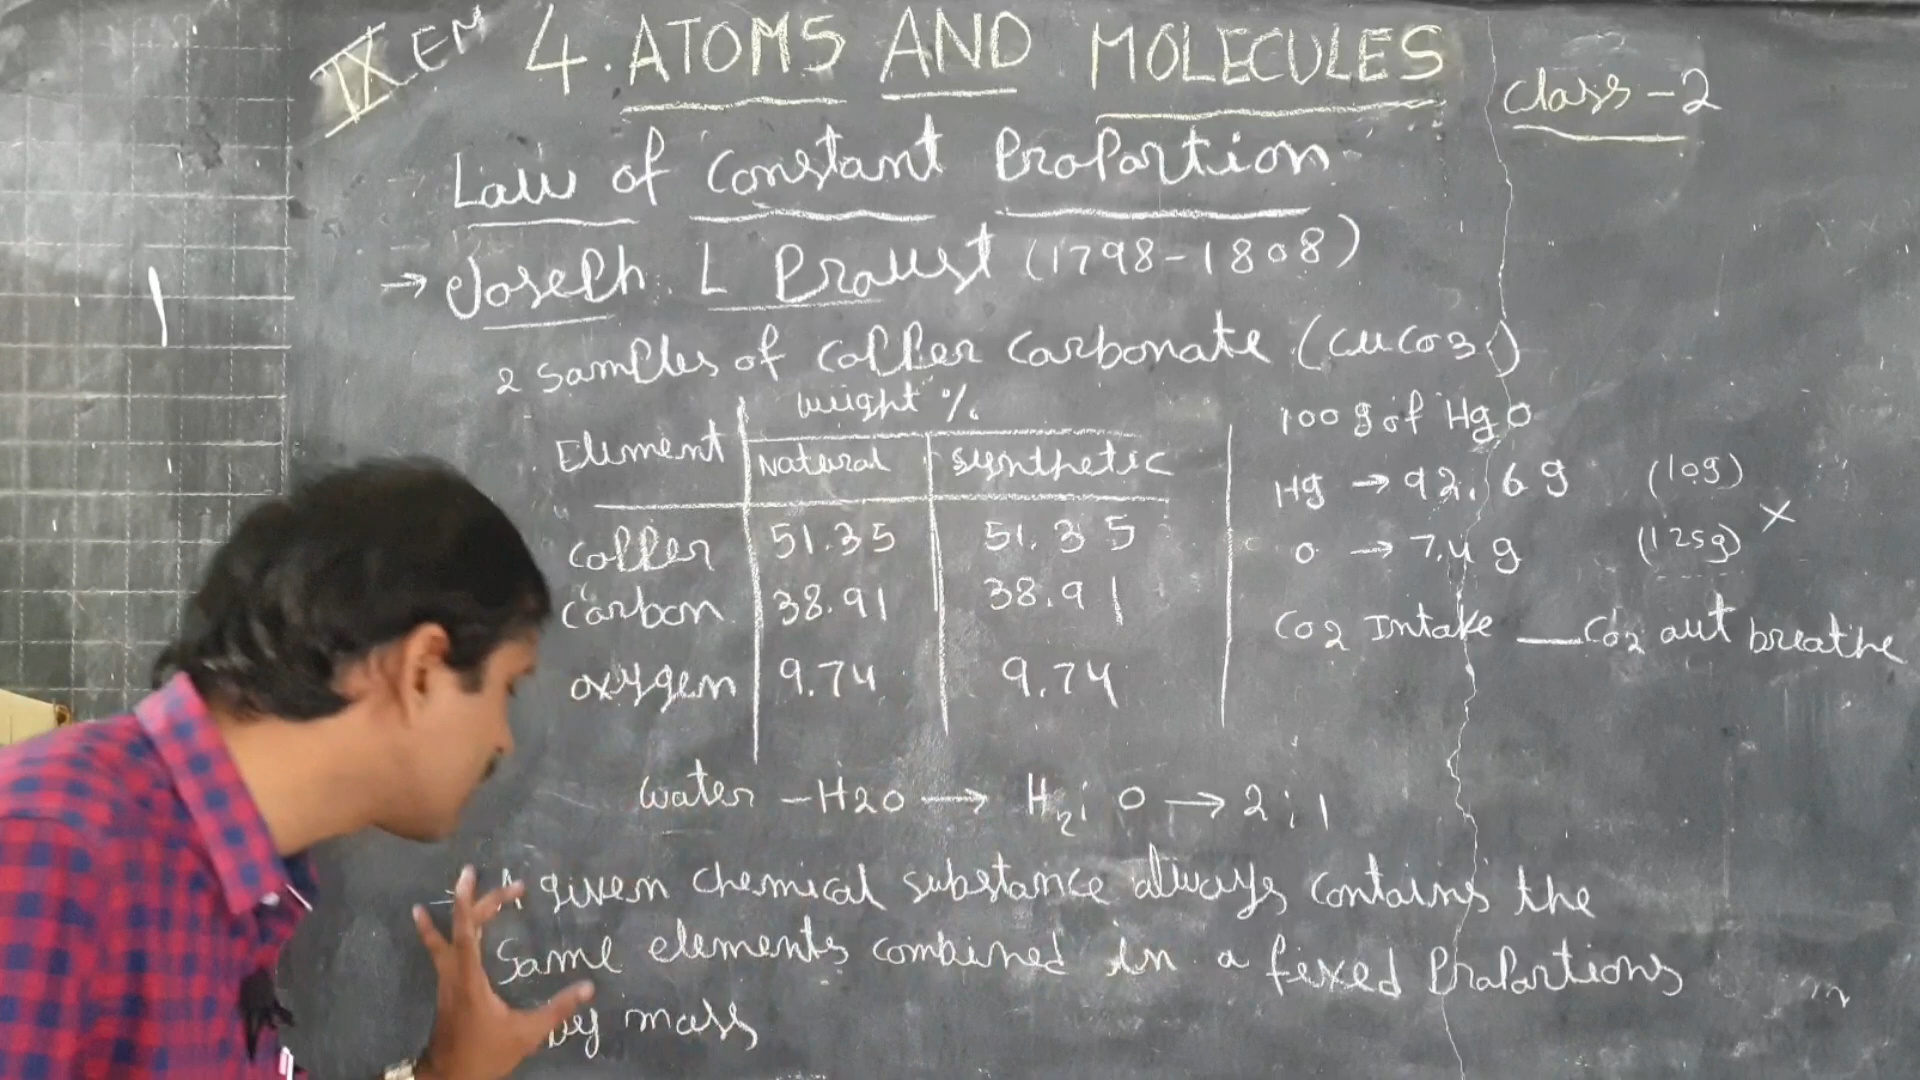 IX EM 4. ATOMS AND MOLECULES
class-2
Law of Constant Proportion
→ Joseph. L Proust (1798-1808)
2 samples of copper carbonate (CuCo3)
weight %
Element Natural Synthetic
copper 51.35 51.35
carbon 38.91 38.91
oxygen 9.74 9.74
100 g of HgO
Hg → 92.6 g (10g)
O → 7.4 g (125g) ×
Co2 Intake — Co2 out breathe
water - H2O → H2 : O → 2 : 1
→ A given chemical substance always contains the
same elements combined in a fixed proportions
by mass